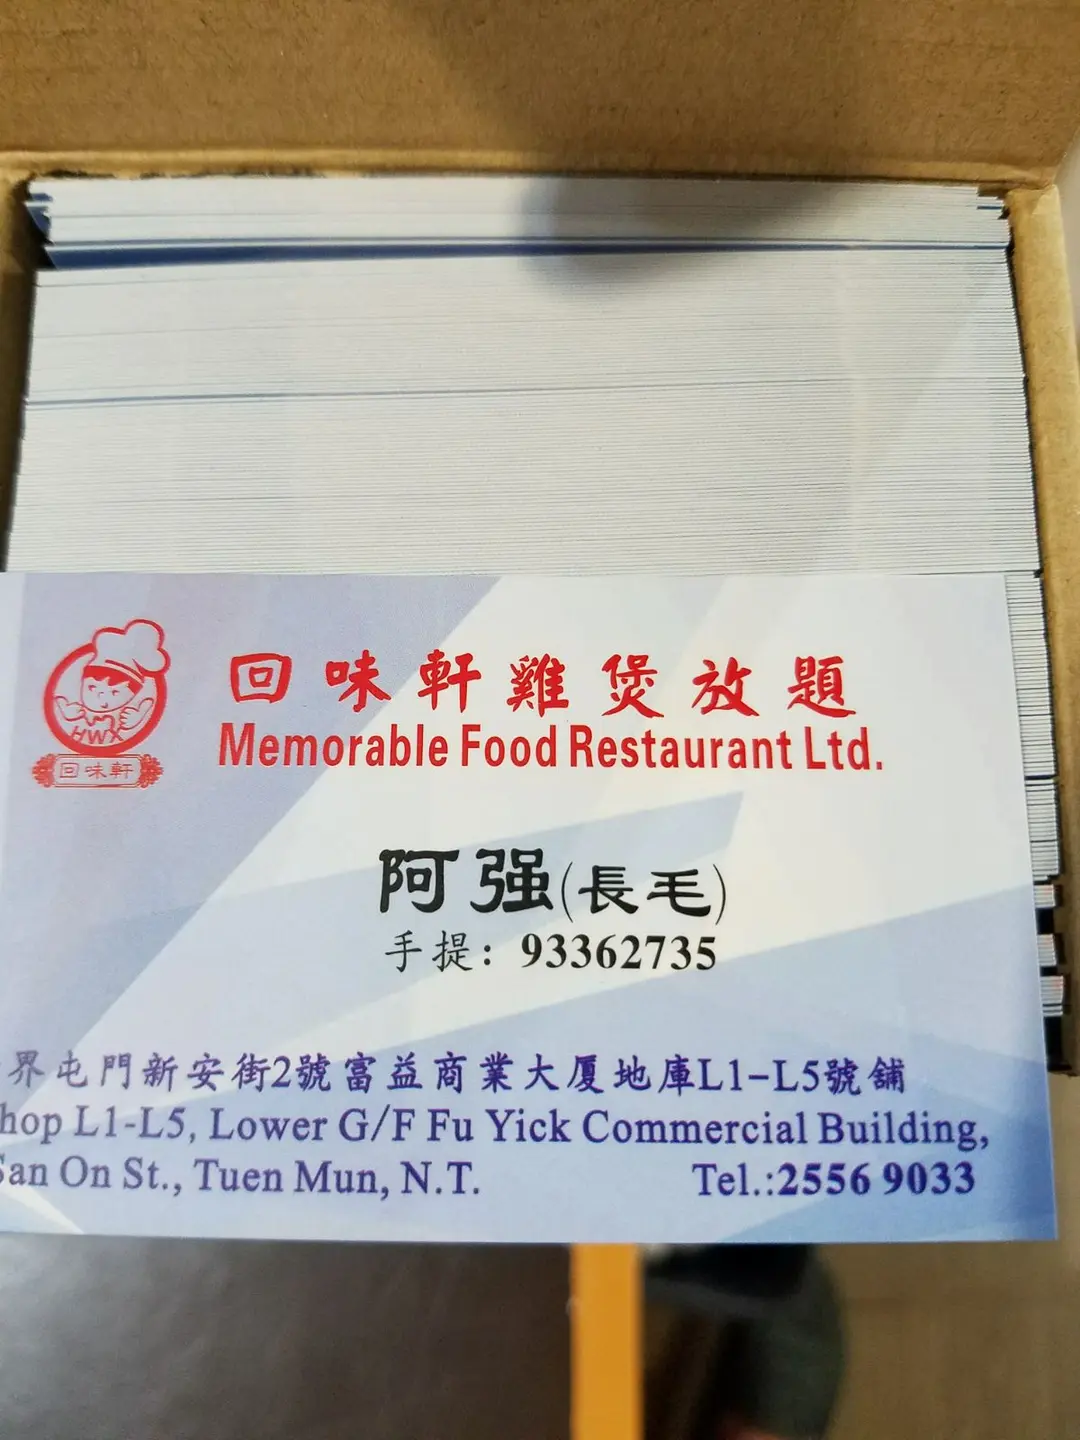 回味軒雞煲放題
Memorable Food Restaurant Ltd.
HWX
回味軒
阿强(長毛)
手提：93362735
界屯門新安街2號富益商業大厦地庫L1-L5號舖
hop L1-L5, Lower G/F Fu Yick Commercial Building,
San On St., Tuen Mun, N.T. Tel.:2556 9033